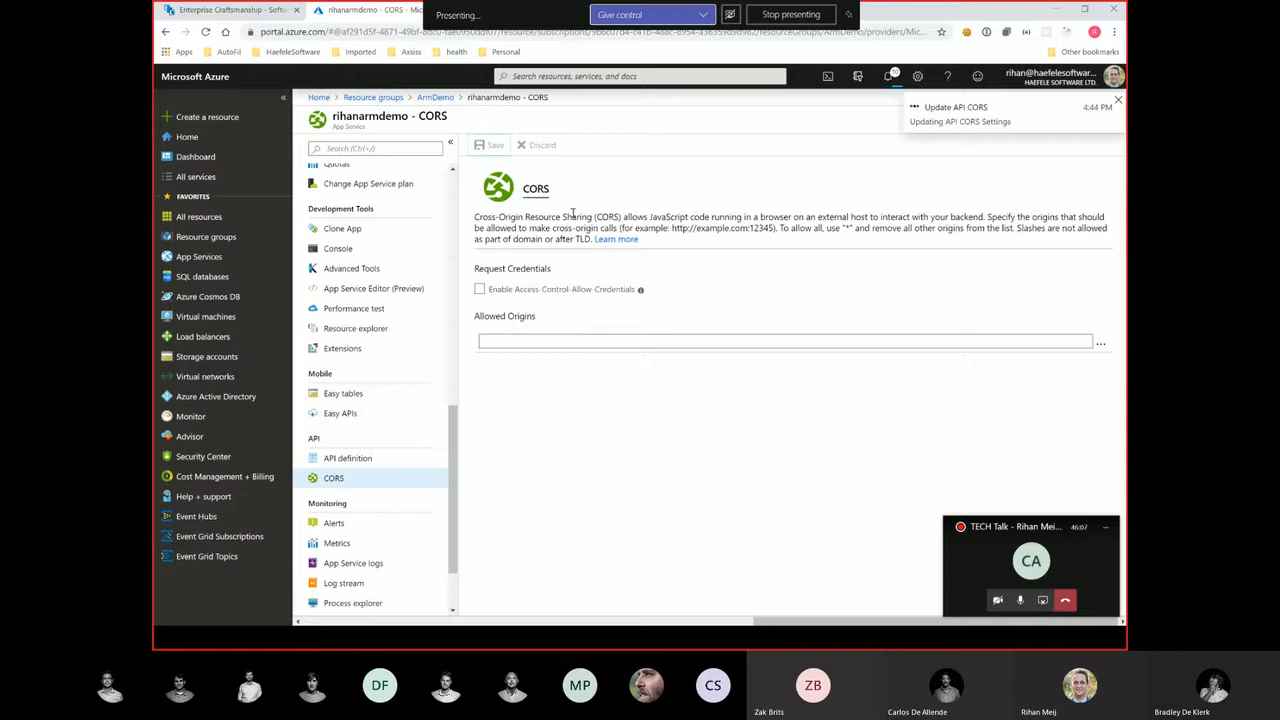 Enterprise Craftsmanship - Softw
rihanarmdemo - CORS - Mic
Presenting...
Give control
Stop presenting
Apps
AutoFil
HaefeleSoftware
Imported
Axsiss
health
Personal
Other bookmarks
Microsoft Azure
Search resources, services, and docs
rihan@haefelesoftwar...
HAEFELE SOFTWARE LTD.
Home > Resource groups > ArmDemo > rihanarmdemo - CORS
rihanarmdemo - CORS
App Service
Update API CORS
4:44 PM
Updating API CORS Settings
Create a resource
Home
Dashboard
All services
FAVORITES
All resources
Resource groups
App Services
SQL databases
Azure Cosmos DB
Virtual machines
Load balancers
Storage accounts
Virtual networks
Azure Active Directory
Monitor
Advisor
Security Center
Cost Management + Billing
Help + support
Event Hubs
Event Grid Subscriptions
Event Grid Topics
Search (Ctrl+/)
Quotas
Change App Service plan
Development Tools
Clone App
Console
Advanced Tools
App Service Editor (Preview)
Performance test
Resource explorer
Extensions
Mobile
Easy tables
Easy APIs
API
API definition
CORS
Monitoring
Alerts
Metrics
App Service logs
Log stream
Process explorer
Save
Discard
CORS
Cross-Origin Resource Sharing (CORS) allows JavaScript code running in a browser on an external host to interact with your backend. Specify the origins that should
be allowed to make cross-origin calls (for example: http://example.com:12345). To allow all, use "*" and remove all other origins from the list. Slashes are not allowed
as part of domain or after TLD. Learn more
Request Credentials
Enable Access-Control-Allow-Credentials
Allowed Origins
...
TECH Talk - Rihan Mei...
46:07
CA
DF
MP
CS
ZB
Zak Brits
Carlos De Allende
Rihan Meij
Bradley De Klerk